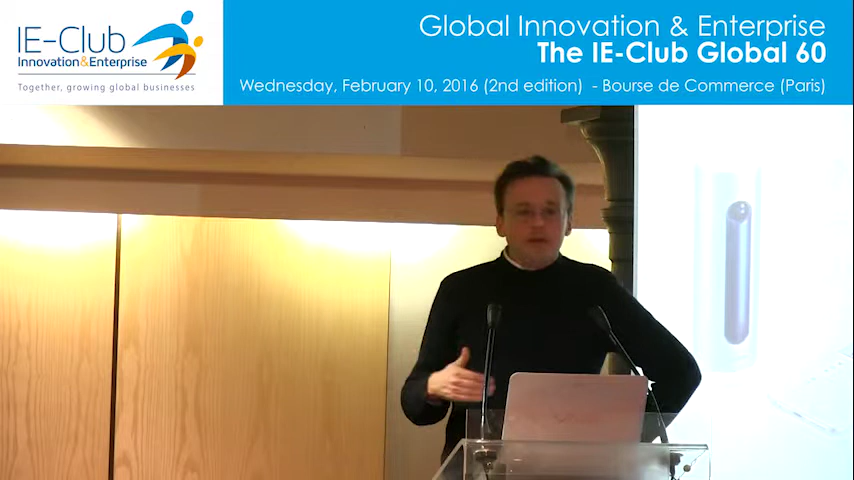 IE-Club
Innovation&Enterprise
Together, growing global businesses
Global Innovation & Enterprise
The IE-Club Global 60
Wednesday, February 10, 2016 (2nd edition) - Bourse de Commerce (Paris)